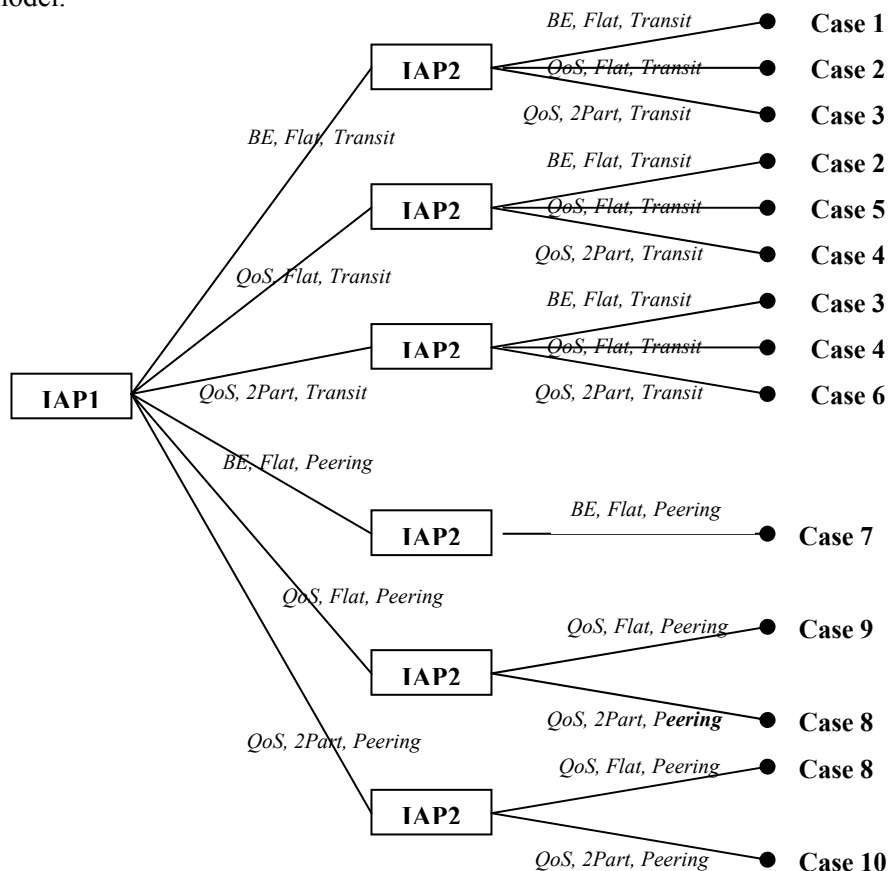 model.
BE, Flat, Transit
Case 1
IAP2
QoS, Flat, Transit
Case 2
QoS, 2Part, Transit
Case 3
BE, Flat, Transit
BE, Flat, Transit
Case 2
IAP2
QoS, Flat, Transit
Case 5
QoS, 2Part, Transit
Case 4
QoS, Flat, Transit
BE, Flat, Transit
Case 3
IAP2
QoS, Flat, Transit
Case 4
QoS, 2Part, Transit
Case 6
IAP1
QoS, 2Part, Transit
BE, Flat, Peering
BE, Flat, Peering
IAP2
Case 7
QoS, Flat, Peering
QoS, Flat, Peering
Case 9
IAP2
QoS, 2Part, Peering
Case 8
QoS, 2Part, Peering
QoS, Flat, Peering
Case 8
IAP2
QoS, 2Part, Peering
Case 10